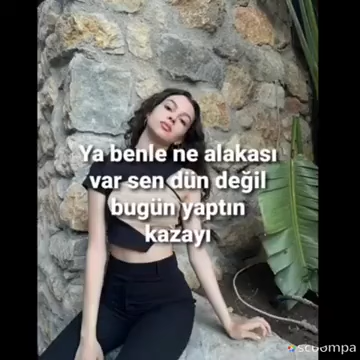 Ya benle ne alakası
var sen dün değil
bugün yaptın
kazayı
scoompa